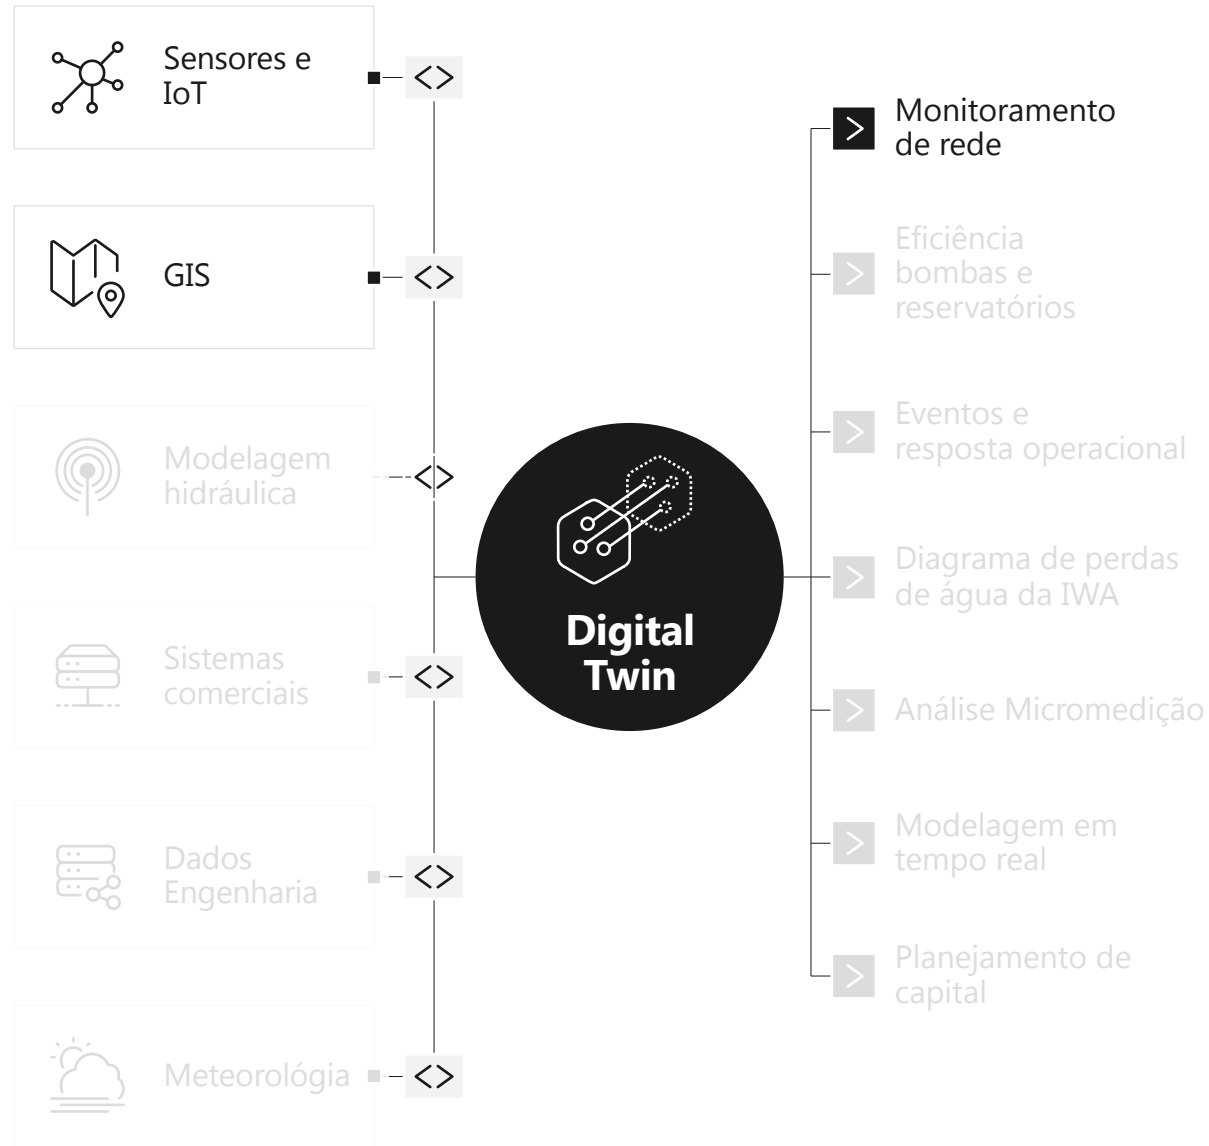 Sensores e
IoT
GIS
Modelagem
hidráulica
Sistemas
comerciais
Dados
Engenharia
Meteorológia
Digital
Twin
Monitoramento
de rede
Eficiência
bombas e
reservatórios
Eventos e
resposta operacional
Diagrama de perdas
de água da IWA
Análise Micromedição
Modelagem em
tempo real
Planejamento de
capital